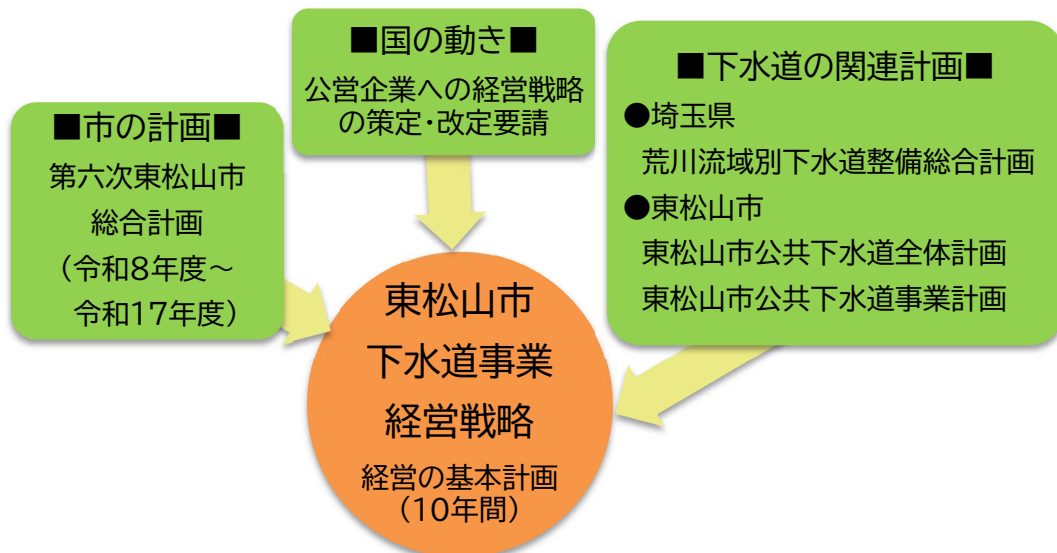 ■市の計画■
第六次東松山市
総合計画
(令和8年度～
令和17年度)
■国の動き■
公営企業への経営戦略
の策定・改定要請
■下水道の関連計画■
●埼玉県
荒川流域別下水道整備総合計画
●東松山市
東松山市公共下水道全体計画
東松山市公共下水道事業計画
東松山市
下水道事業
経営戦略
経営の基本計画
(10年間)